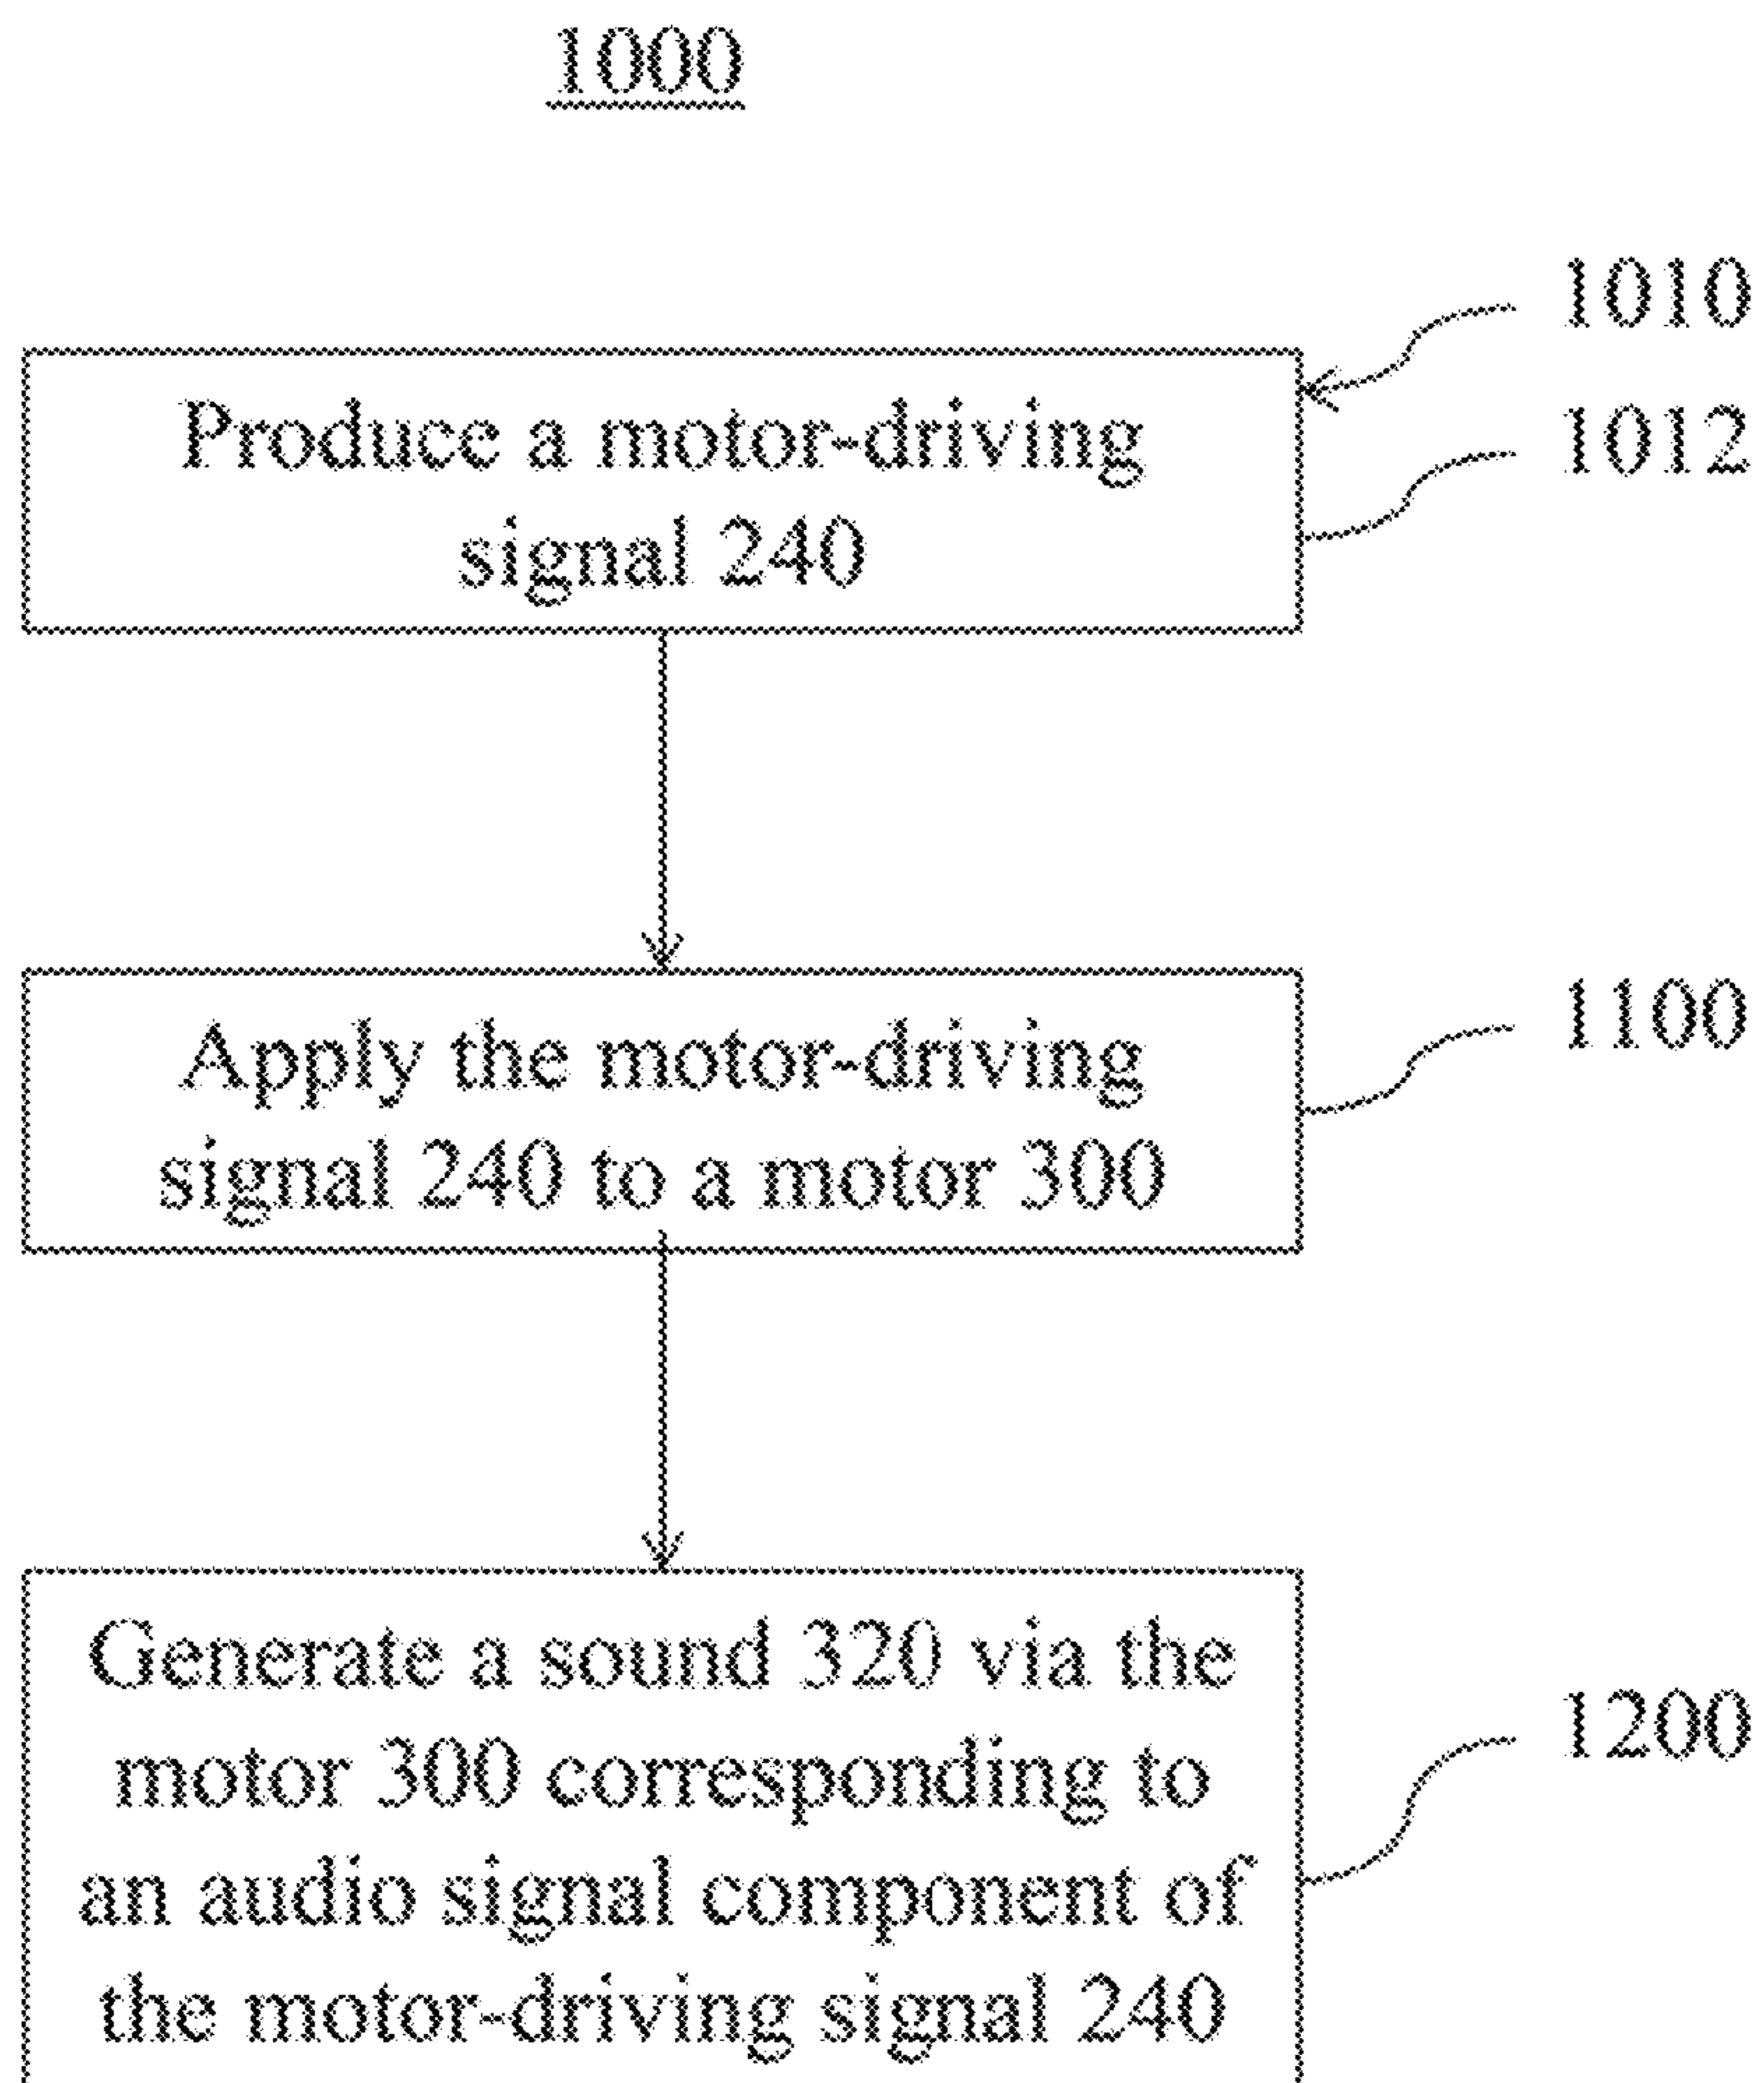 1000
1010
Produce a motor-driving
1012
signal 240
1100
Apply the motor-driving
signal 240 to a motor 300
Generate a sound 320 via the
1200
motor 300 corresponding to
an audio signal component of
the motor-driving signal 240